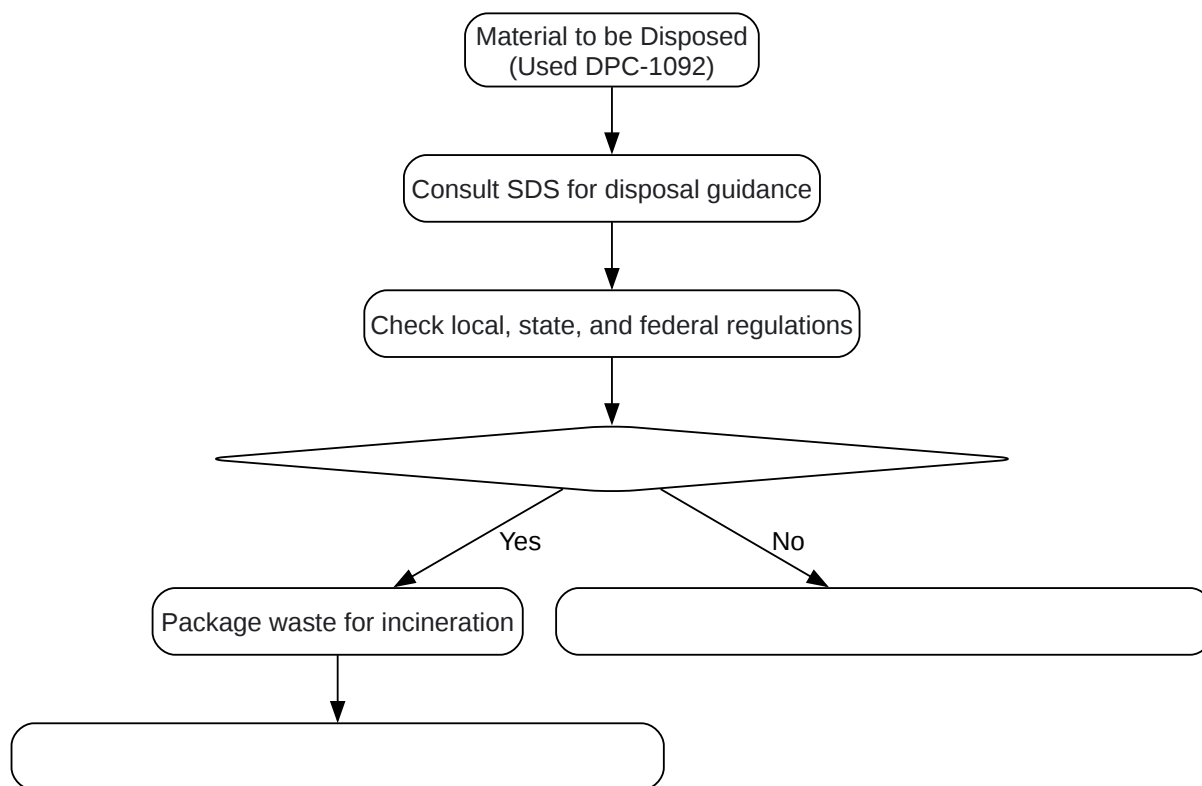 Material to be Disposed
(Used DPC-1092)
Consult SDS for disposal guidance
Check local, state, and federal regulations
Yes
No
Package waste for incineration